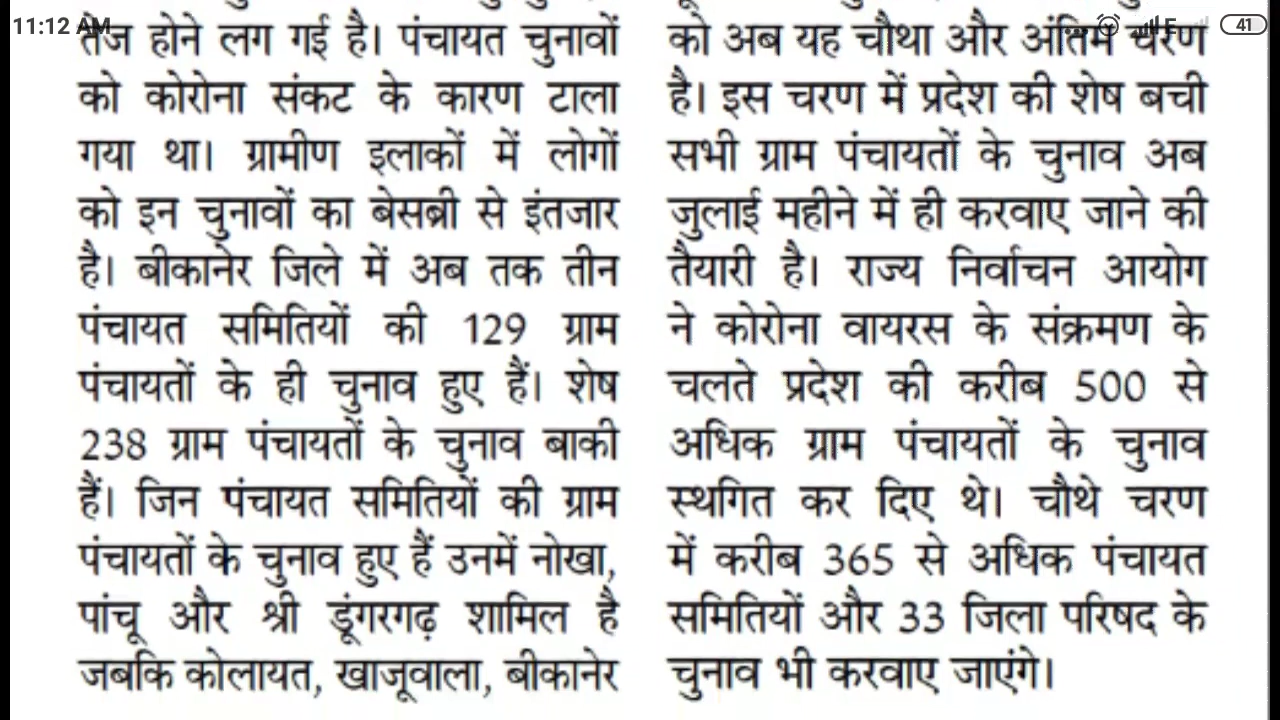 11:12 AM
41
तेज होने लग गई है। पंचायत चुनावों
को कोरोना संकट के कारण टाला
गया था। ग्रामीण इलाकों में लोगों
को इन चुनावों का बेसब्री से इंतजार
है। बीकानेर जिले में अब तक तीन
पंचायत समितियों की 129 ग्राम
पंचायतों के ही चुनाव हुए हैं। शेष
238 ग्राम पंचायतों के चुनाव बाकी
हैं। जिन पंचायत समितियों की ग्राम
पंचायतों के चुनाव हुए हैं उनमें नोखा,
पांचू और श्री डूंगरगढ़ शामिल है
जबकि कोलायत, खाजूवाला, बीकानेर
को अब यह चौथा और अंतिम चरण
है। इस चरण में प्रदेश की शेष बची
सभी ग्राम पंचायतों के चुनाव अब
जुलाई महीने में ही करवाए जाने की
तैयारी है। राज्य निर्वाचन आयोग
ने कोरोना वायरस के संक्रमण के
चलते प्रदेश की करीब 500 से
अधिक ग्राम पंचायतों के चुनाव
स्थगित कर दिए थे। चौथे चरण
में करीब 365 से अधिक पंचायत
समितियों और 33 जिला परिषद के
चुनाव भी करवाए जाएंगे।